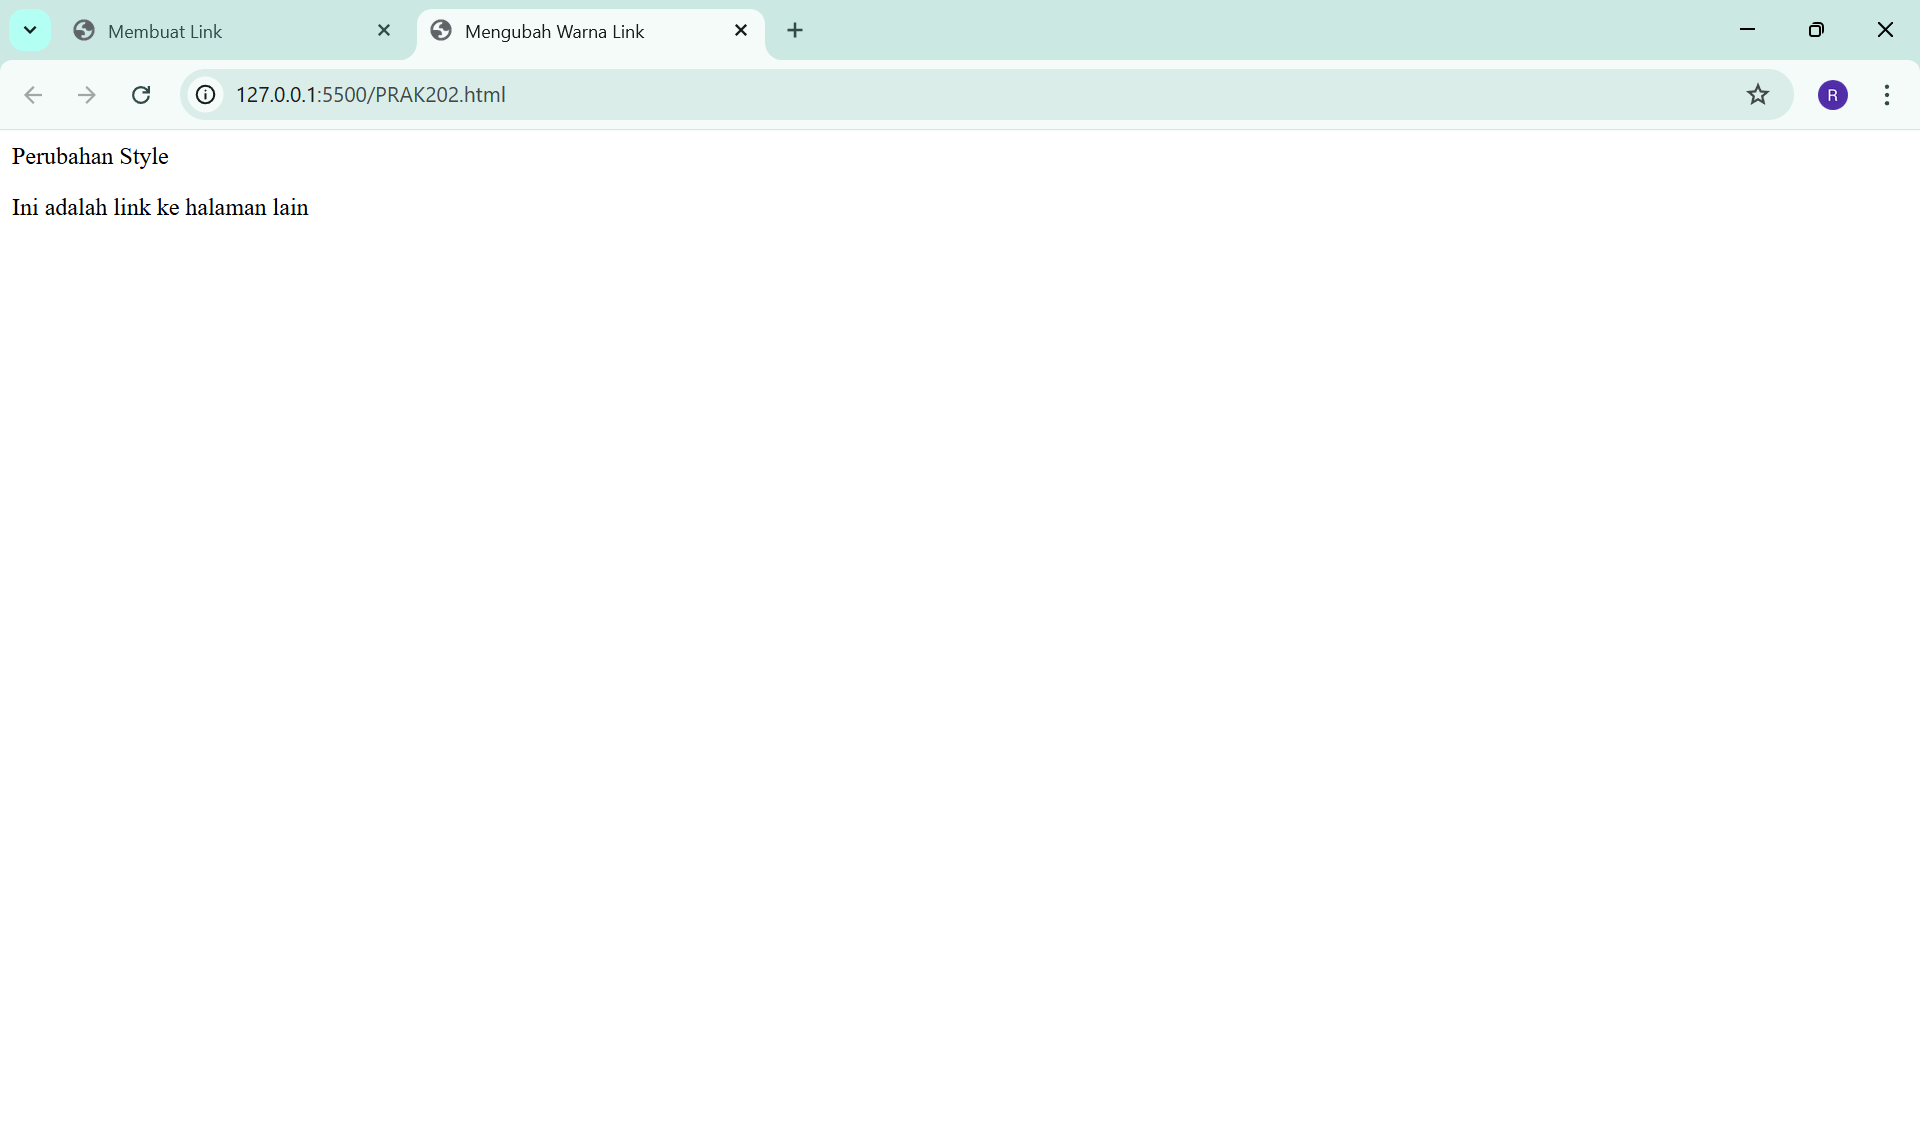 Membuat Link
Mengubah Warna Link
127.0.0.1:5500/PRAK202.html
R
Perubahan Style
Ini adalah link ke halaman lain